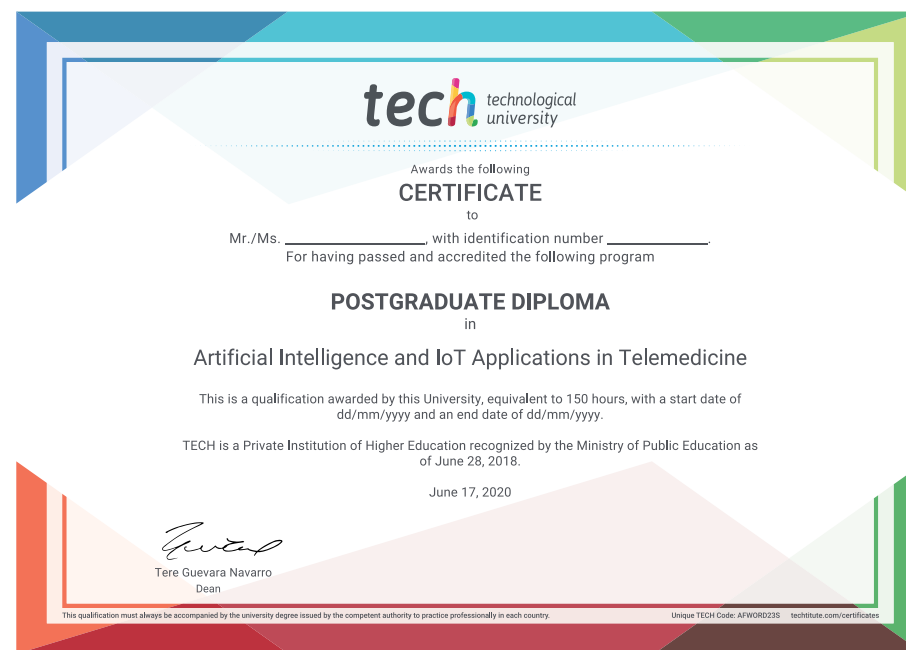 tech technological
university
Awards the following
CERTIFICATE
to
Mr./Ms. ____________________, with identification number ______________.
For having passed and accredited the following program
POSTGRADUATE DIPLOMA
in
Artificial Intelligence and IoT Applications in Telemedicine
This is a qualification awarded by this University, equivalent to 150 hours, with a start date of
dd/mm/yyyy and an end date of dd/mm/yyyy.
TECH is a Private Institution of Higher Education recognized by the Ministry of Public Education as
of June 28, 2018.
June 17, 2020
Tere Guevara Navarro
Dean
This qualification must always be accompanied by the university degree issued by the competent authority to practice professionally in each country. Unique TECH Code: AFWORD23S techtitute.com/certificates